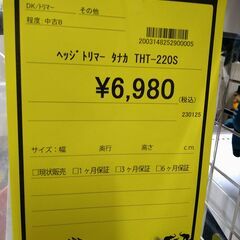 DK/トリマー その他
程度: 中古B
2003148252900005
ヘッジトリマー タナカ THT-220S
¥6,980
(税込)
230125
サイズ: 幅 奥行 高さ cm
□現状販売 □1ヶ月保証 □3ヶ月保証 □6ヶ月保証